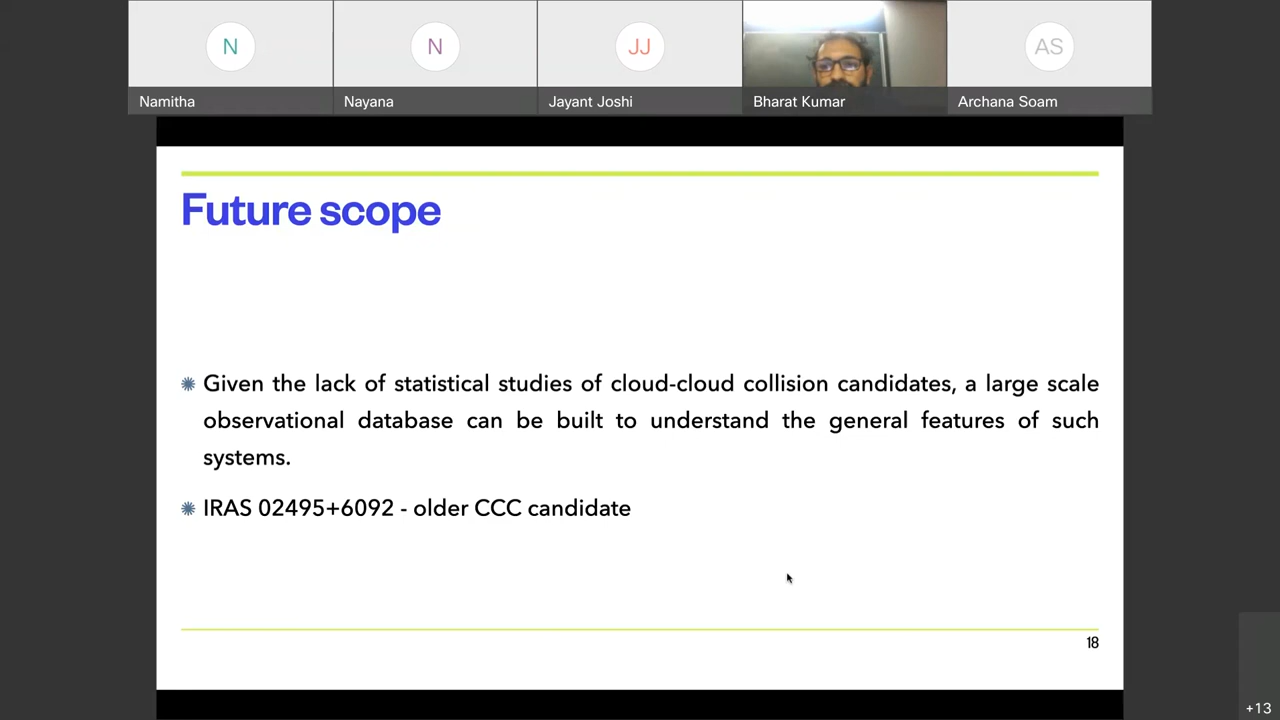 N
N
JJ
AS
Namitha
Nayana
Jayant Joshi
Bharat Kumar
Archana Soam
Future scope
Given the lack of statistical studies of cloud-cloud collision candidates, a large scale
observational database can be built to understand the general features of such
systems.
IRAS 02495+6092 - older CCC candidate
18
+13